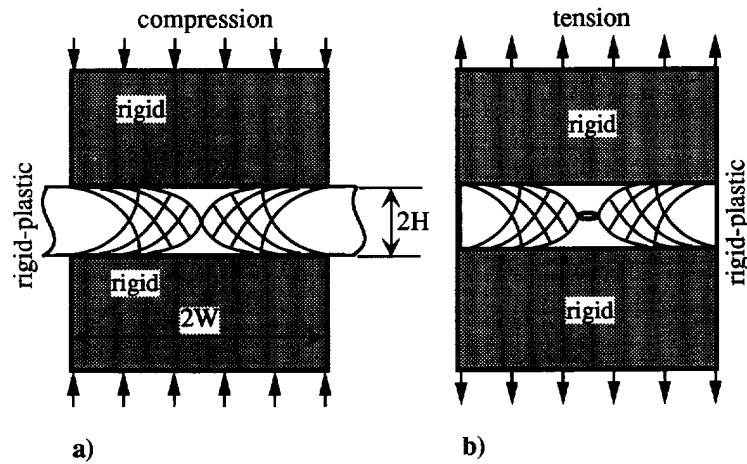 compression
tension
rigid
rigid
rigid-plastic
2H
rigid-plastic
rigid
2W
rigid
a)
b)